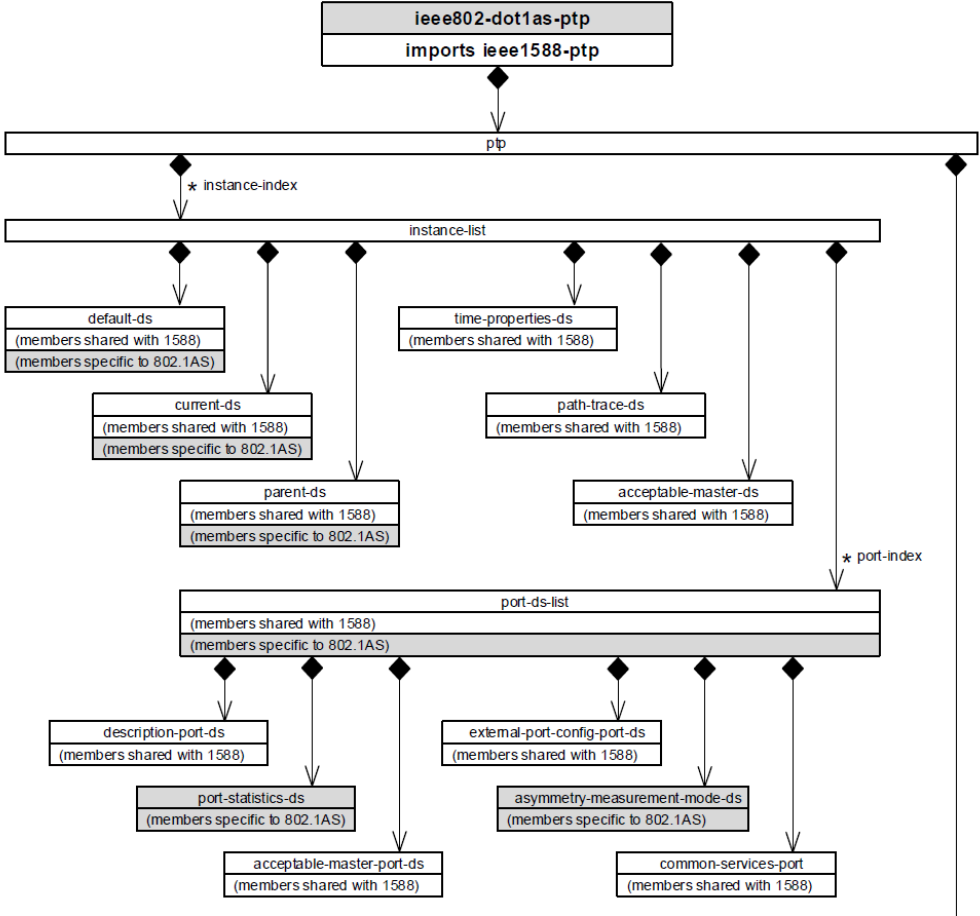 ieee802-dot1as-ptp
imports ieee1588-ptp
ptp
* instance-index
instance-list
default-ds
(members shared with 1588)
(members specific to 802.1AS)
time-properties-ds
(members shared with 1588)
current-ds
(members shared with 1588)
(members specific to 802.1AS)
path-trace-ds
(members shared with 1588)
parent-ds
(members shared with 1588)
(members specific to 802.1AS)
acceptable-master-ds
(members shared with 1588)
* port-index
port-ds-list
(members shared with 1588)
(members specific to 802.1AS)
description-port-ds
(members shared with 1588)
external-port-config-port-ds
(members shared with 1588)
port-statistics-ds
(members specific to 802.1AS)
asymmetry-measurement-mode-ds
(members specific to 802.1AS)
acceptable-master-port-ds
(members shared with 1588)
common-services-port
(members shared with 1588)